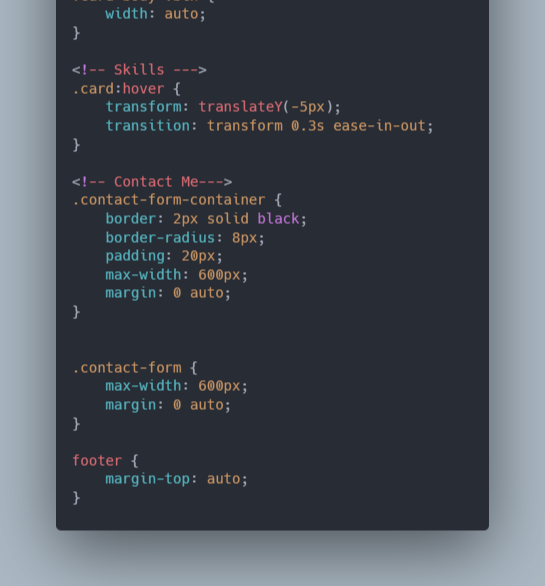 width: auto;
}
<!-- Skills --->
.card:hover {
transform: translateY(-5px);
transition: transform 0.3s ease-in-out;
}
<!-- Contact Me--->
.contact-form-container {
border: 2px solid black;
border-radius: 8px;
padding: 20px;
max-width: 600px;
margin: 0 auto;
}
.contact-form {
max-width: 600px;
margin: 0 auto;
}
footer {
margin-top: auto;
}